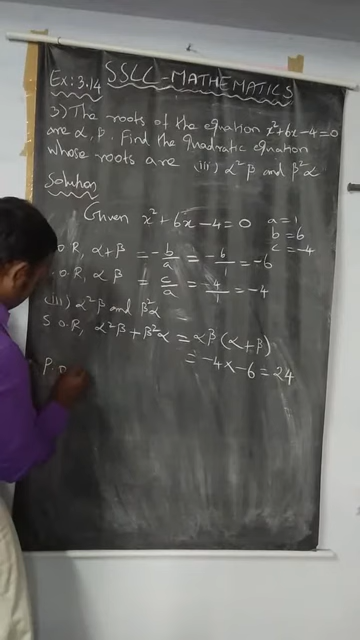 Ex: 3.14 SSLC-MATHEMATICS
3) The roots of the equation x²+6x-4=0
are α, β. Find the Quadratic equation
whose roots are (iii) α²β and β²α
Solution
Given x²+6x-4=0 a=1
b=6
c=-4
O.R, α+β = -b/a = -6/1 = -6
O.R, αβ = c/a = -4/1 = -4
(iii) α²β and β²α
S.O.R, α²β+β²α = αβ(α+β)
= -4x-6=24
P.O